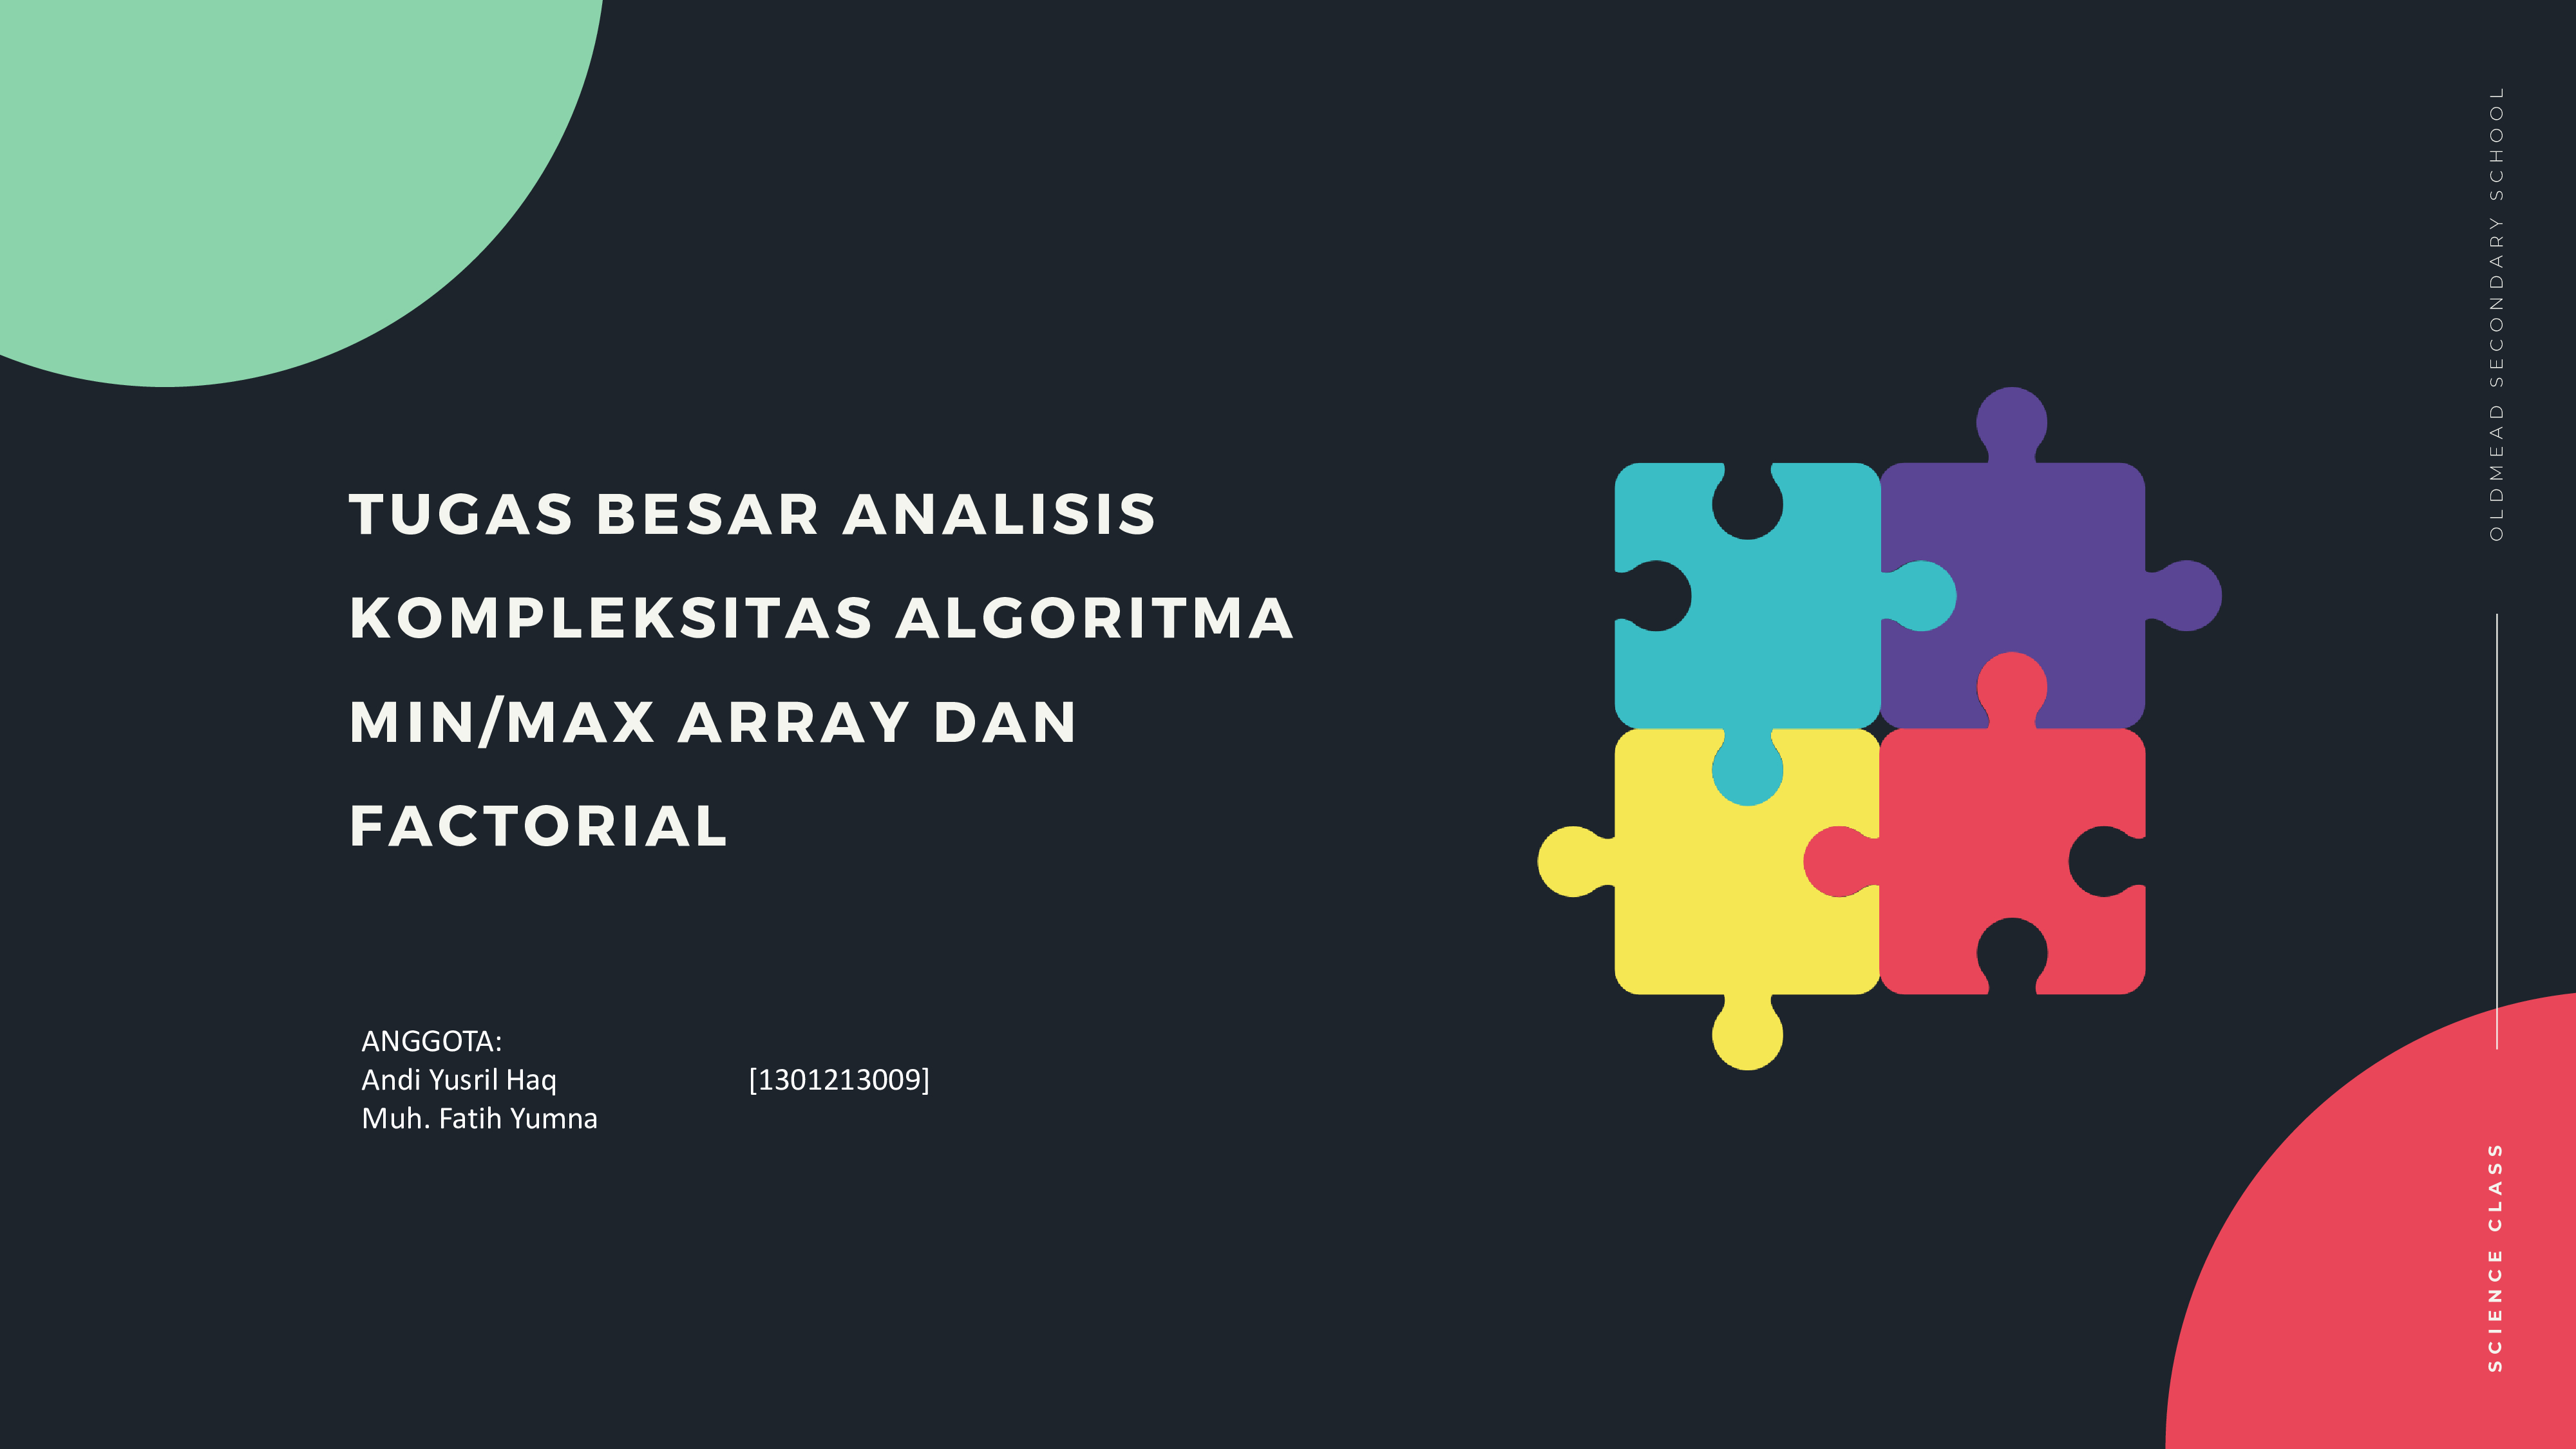 TUGAS BESAR ANALISIS
KOMPLEKSITAS ALGORITMA
MIN/MAX ARRAY DAN
FACTORIAL
ANGGOTA:
Andi Yusril Haq [1301213009]
Muh. Fatih Yumna
OLDMEAD SECONDARY SCHOOL
SCIENCE CLASS